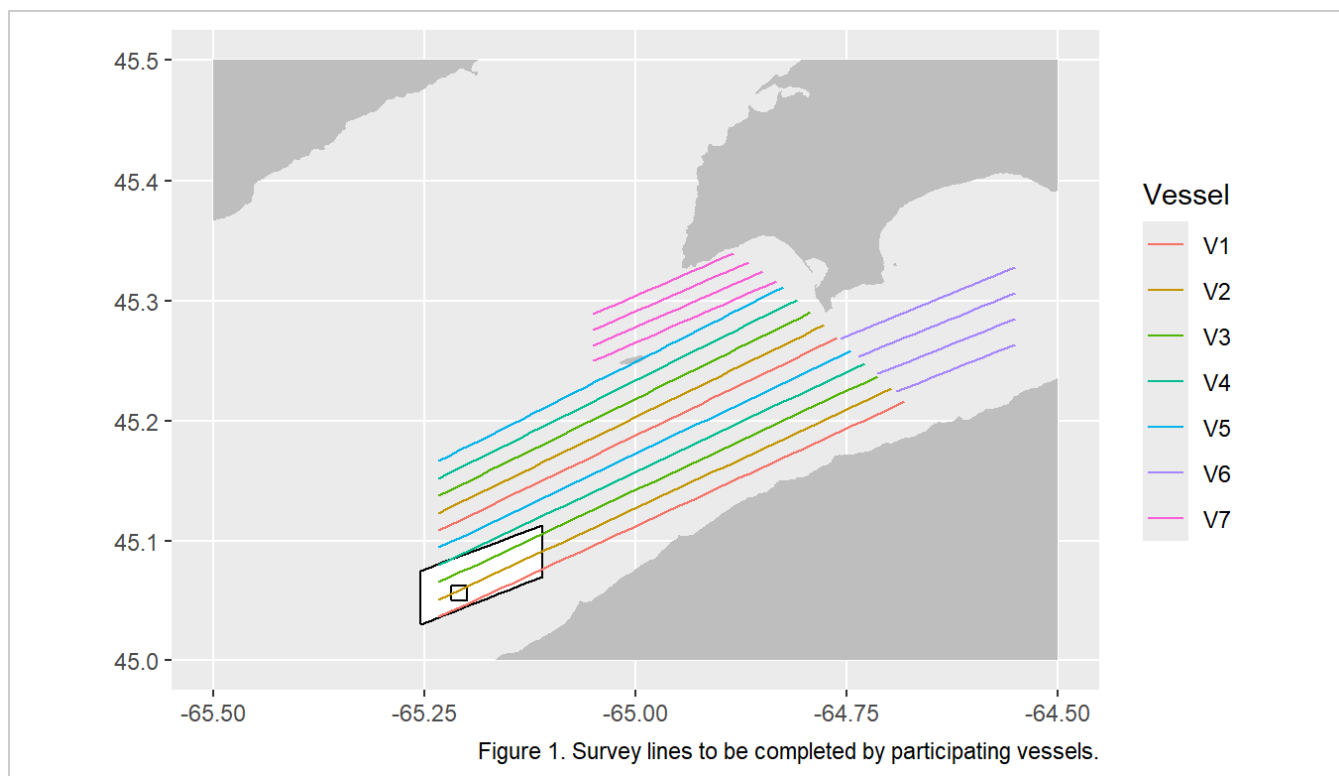 45.5
45.4
45.3
45.2
45.1
45.0
-65.50 -65.25 -65.00 -64.75 -64.50
Vessel
V1
V2
V3
V4
V5
V6
V7
Figure 1. Survey lines to be completed by participating vessels.